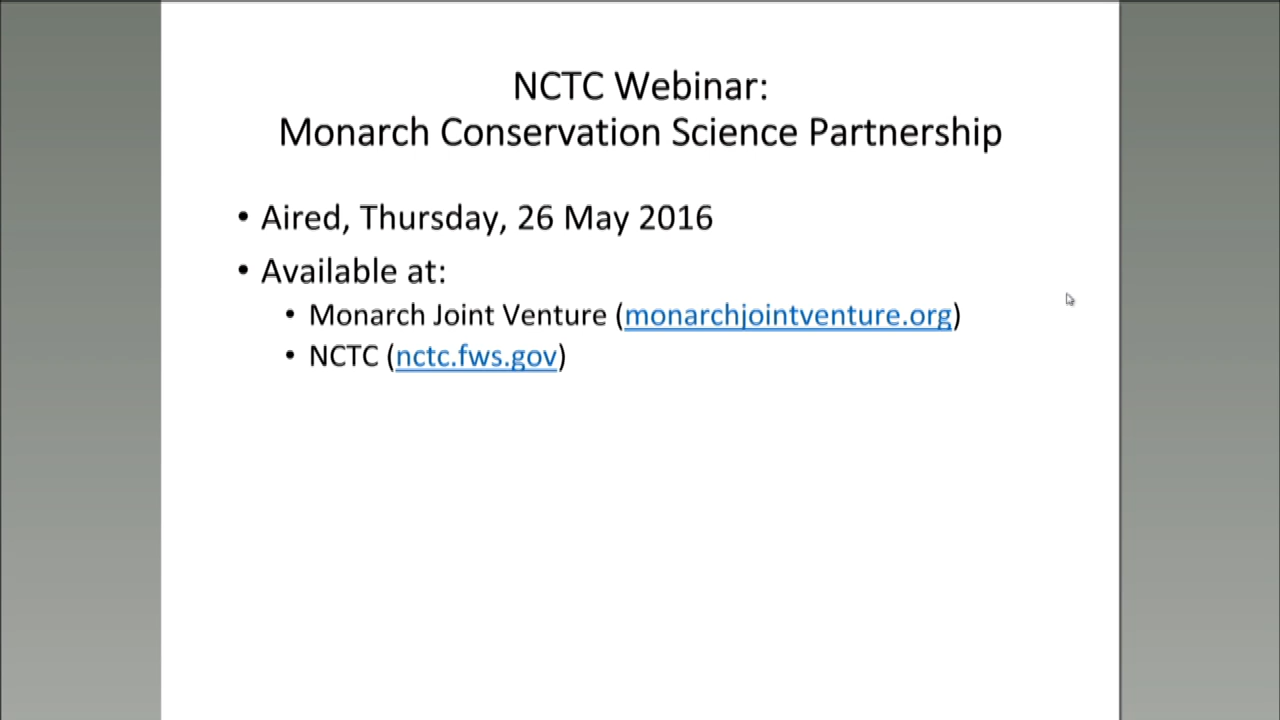 NCTC Webinar:
Monarch Conservation Science Partnership
• Aired, Thursday, 26 May 2016
• Available at:
• Monarch Joint Venture (monarchjointventure.org)
• NCTC (nctc.fws.gov)